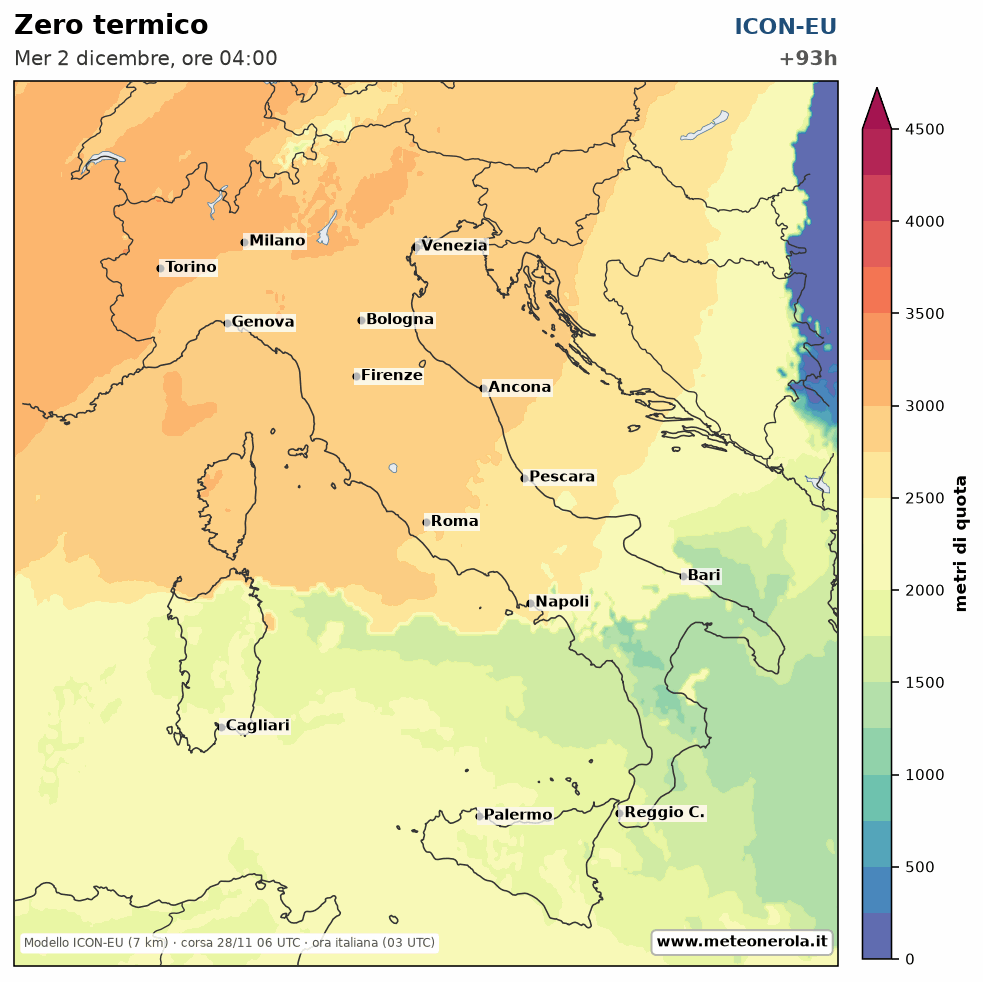 Zero termico
ICON-EU
Mer 2 dicembre, ore 04:00
+93h
Milano
Venezia
Torino
Genova
Bologna
Firenze
Ancona
Pescara
Roma
Bari
Napoli
Cagliari
Palermo
Reggio C.
4500
4000
3500
3000
2500
2000
1500
1000
500
0
metri di quota
Modello ICON-EU (7 km) · corsa 28/11 06 UTC · ora italiana (03 UTC)
www.meteonerola.it